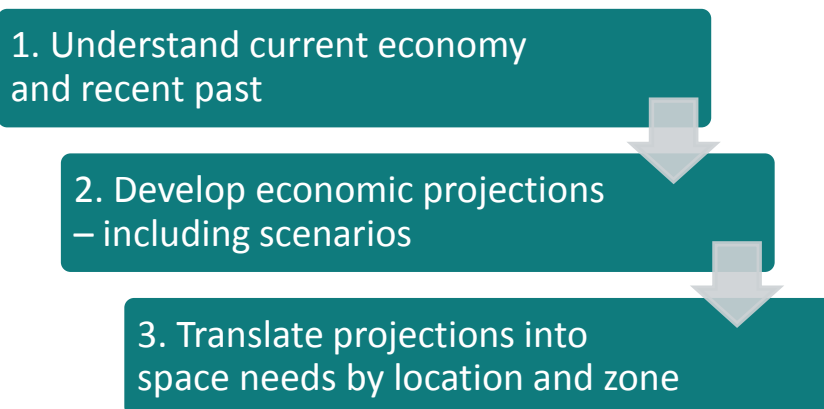 1. Understand current economy
and recent past
2. Develop economic projections
– including scenarios
3. Translate projections into
space needs by location and zone